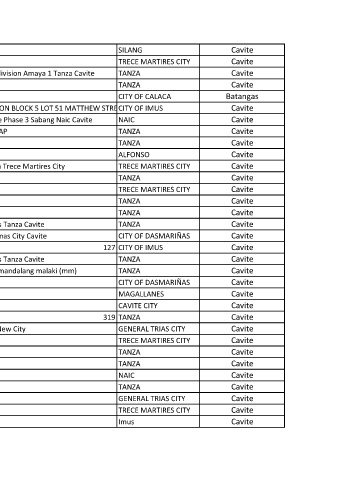 SILANG Cavite
TRECE MARTIRES CITY Cavite
division Amaya 1 Tanza Cavite TANZA Cavite
TANZA Cavite
CITY OF CALACA Batangas
ON BLOCK 5 LOT 51 MATTHEW STRE CITY OF IMUS Cavite
e Phase 3 Sabang Naic Cavite NAIC Cavite
AP TANZA Cavite
TANZA Cavite
ALFONSO Cavite
Trece Martires City TRECE MARTIRES CITY Cavite
TANZA Cavite
TRECE MARTIRES CITY Cavite
TANZA Cavite
TANZA Cavite
s Tanza Cavite TANZA Cavite
nas City Cavite CITY OF DASMARIÑAS Cavite
127 CITY OF IMUS Cavite
s Tanza Cavite TANZA Cavite
mandalang malaki (mm) TANZA Cavite
CITY OF DASMARIÑAS Cavite
MAGALLANES Cavite
CAVITE CITY Cavite
319 TANZA Cavite
New City GENERAL TRIAS CITY Cavite
TRECE MARTIRES CITY Cavite
TANZA Cavite
TANZA Cavite
NAIC Cavite
TANZA Cavite
GENERAL TRIAS CITY Cavite
TRECE MARTIRES CITY Cavite
Imus Cavite